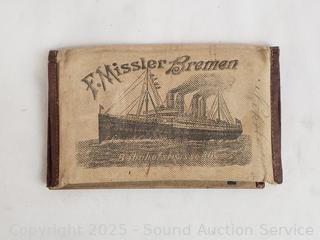 F. Missler Bremen
Bahnhofstrasse 30.
Copyright © 2025 - Sound Auction Service